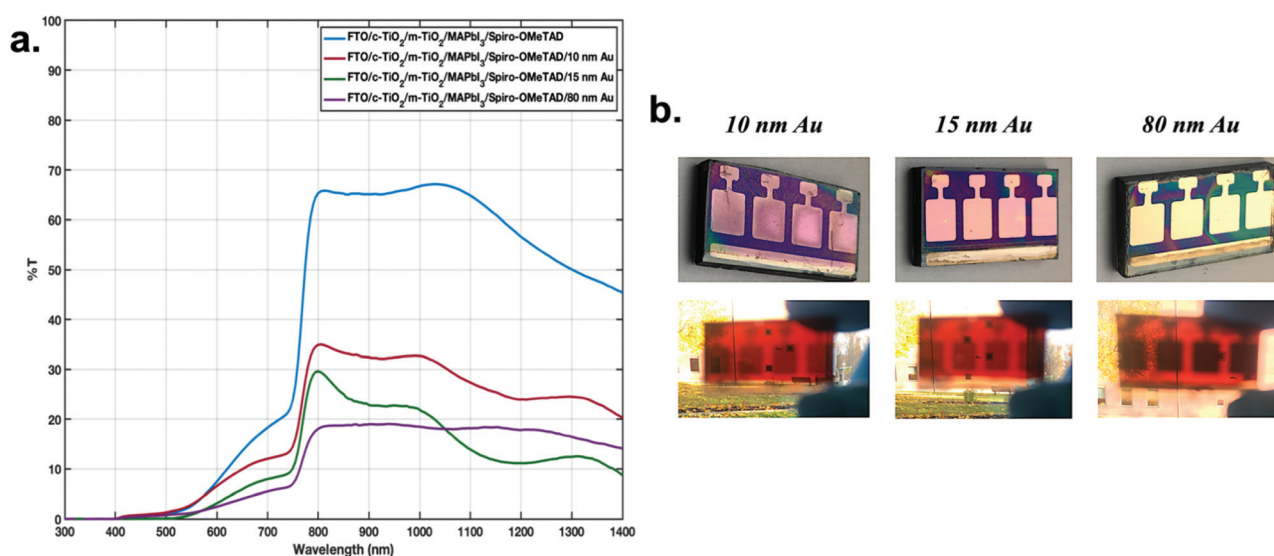 a.
100
90
80
70
60
50
40
30
20
10
0
%T
300 400 500 600 700 800 900 1000 1100 1200 1300 1400
Wavelength (nm)
FTO/c-TiO2/m-TiO2/MAPbI3/Spiro-OMeTAD
FTO/c-TiO2/m-TiO2/MAPbI3/Spiro-OMeTAD/10 nm Au
FTO/c-TiO2/m-TiO2/MAPbI3/Spiro-OMeTAD/15 nm Au
FTO/c-TiO2/m-TiO2/MAPbI3/Spiro-OMeTAD/80 nm Au
b.
10 nm Au 15 nm Au 80 nm Au